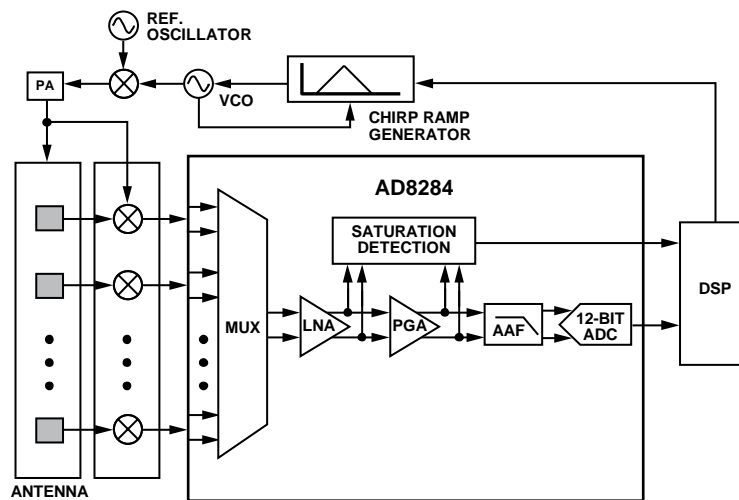 REF.
OSCILLATOR
PA
VCO
CHIRP RAMP
GENERATOR
AD8284
SATURATION
DETECTION
DSP
MUX
LNA
PGA
AAF
12-BIT
ADC
ANTENNA